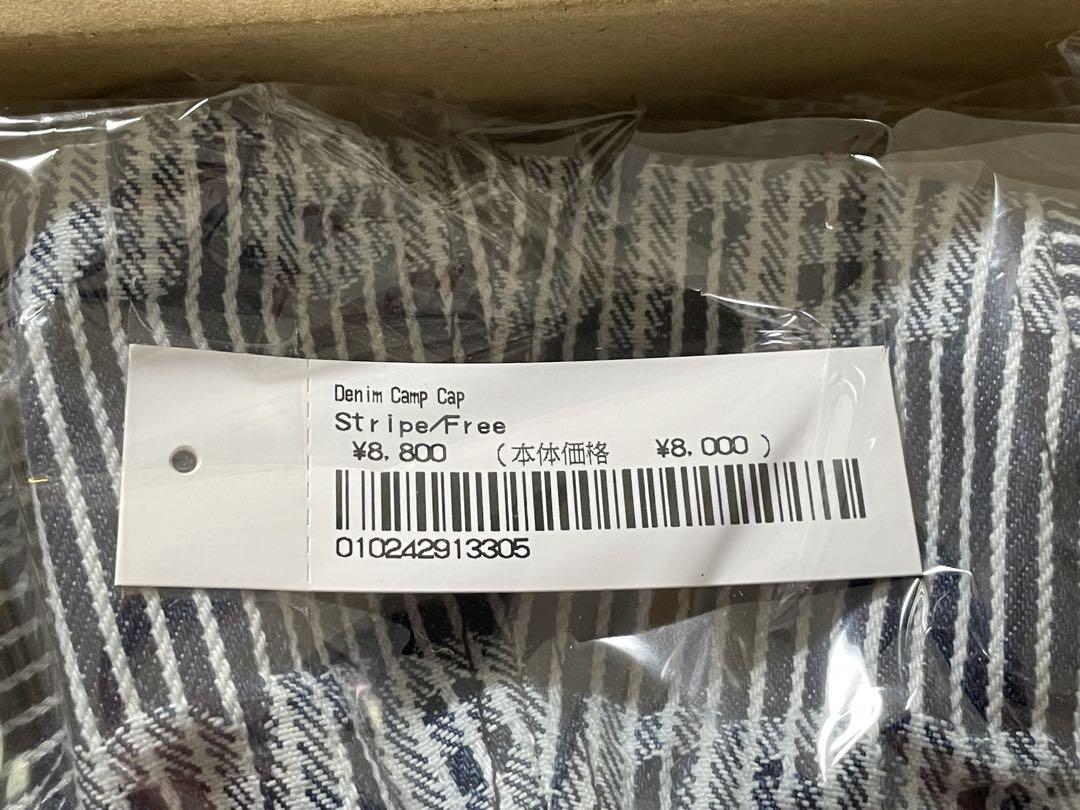 Denim Camp Cap
Stripe/Free
¥8,800 (本体価格 ¥8,000)
010242913305